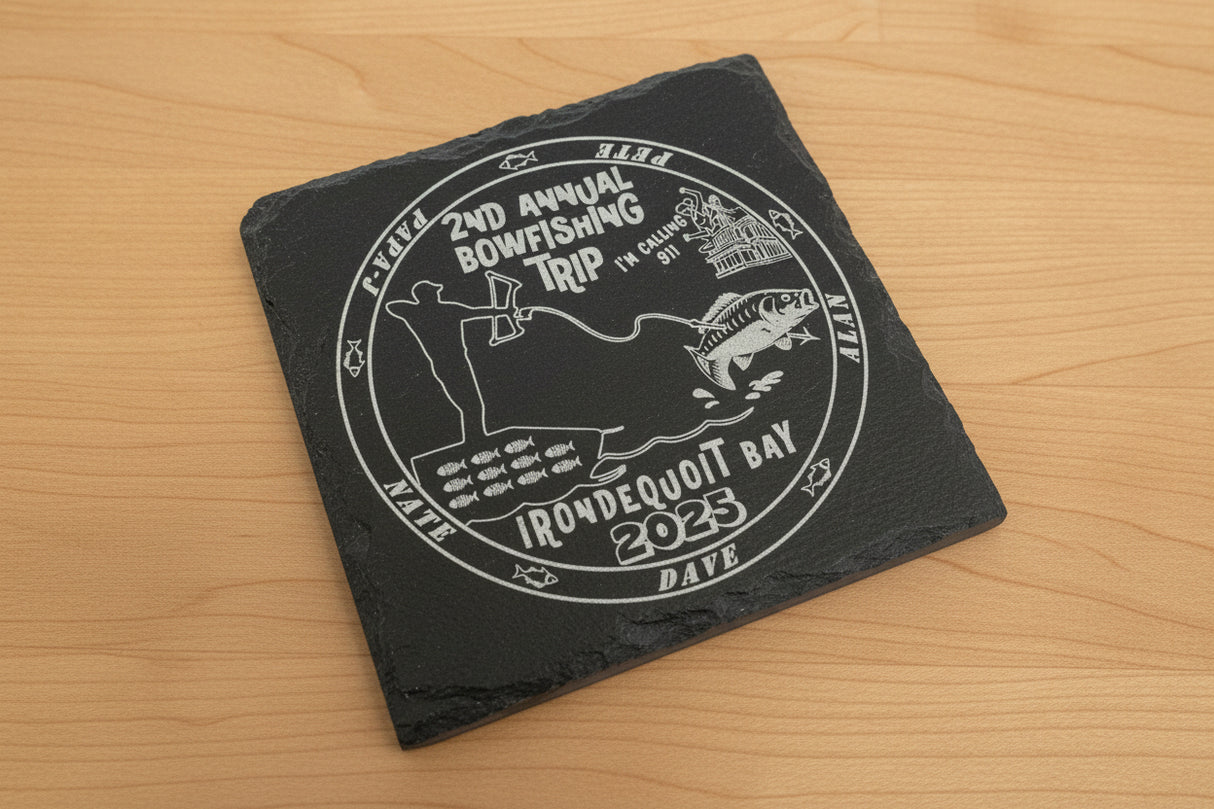 PETE
PAPA-J
2ND ANNUAL
BOWFISHING
TRIP
I'M CALLING
911
ALAN
IRONDEQUOIT BAY
2025
NATE
DAVE